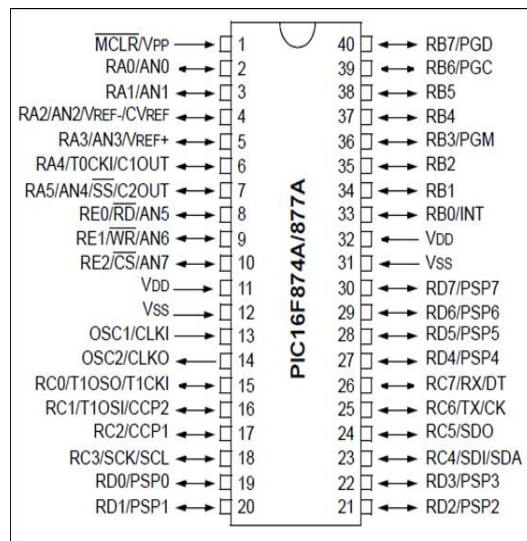 MCLR/VPP 1 40 RB7/PGD
RA0/AN0 2 39 RB6/PGC
RA1/AN1 3 38 RB5
RA2/AN2/VREF-/CVREF 4 37 RB4
RA3/AN3/VREF+ 5 36 RB3/PGM
RA4/T0CKI/C1OUT 6 35 RB2
RA5/AN4/SS/C2OUT 7 34 RB1
RE0/RD/AN5 8 33 RB0/INT
RE1/WR/AN6 9 32 VDD
RE2/CS/AN7 10 31 VSS
VDD 11 30 RD7/PSP7
VSS 12 29 RD6/PSP6
OSC1/CLKI 13 28 RD5/PSP5
OSC2/CLKO 14 27 RD4/PSP4
RC0/T1OSO/T1CKI 15 26 RC7/RX/DT
RC1/T1OSI/CCP2 16 25 RC6/TX/CK
RC2/CCP1 17 24 RC5/SDO
RC3/SCK/SCL 18 23 RC4/SDI/SDA
RD0/PSP0 19 22 RD3/PSP3
RD1/PSP1 20 21 RD2/PSP2
PIC16F874A/877A